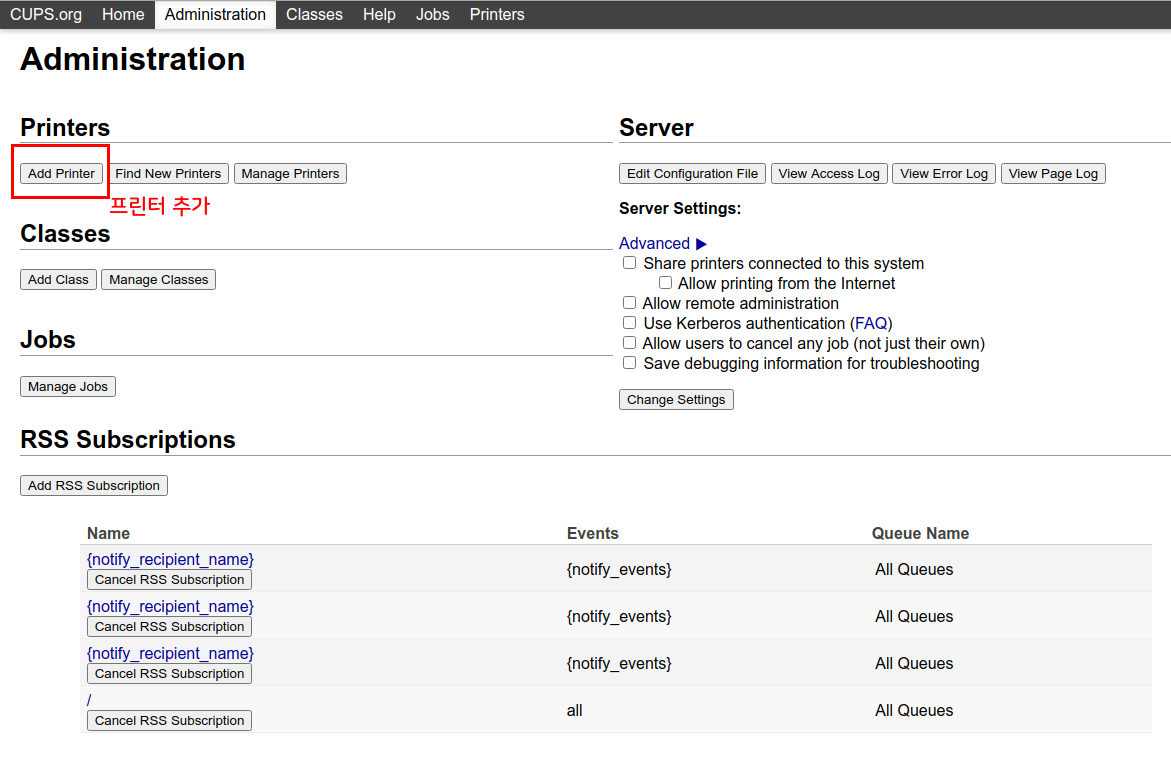 CUPS.org Home Administration Classes Help Jobs Printers
Administration
Printers
Add Printer Find New Printers Manage Printers
프린터 추가
Classes
Add Class Manage Classes
Jobs
Manage Jobs
Server
Edit Configuration File View Access Log View Error Log View Page Log
Server Settings:
Advanced ▶
Share printers connected to this system
Allow printing from the Internet
Allow remote administration
Use Kerberos authentication (FAQ)
Allow users to cancel any job (not just their own)
Save debugging information for troubleshooting
Change Settings
RSS Subscriptions
Add RSS Subscription
Name Events Queue Name
{notify_recipient_name} {notify_events} All Queues
Cancel RSS Subscription
{notify_recipient_name} {notify_events} All Queues
Cancel RSS Subscription
{notify_recipient_name} {notify_events} All Queues
Cancel RSS Subscription
/ all All Queues
Cancel RSS Subscription